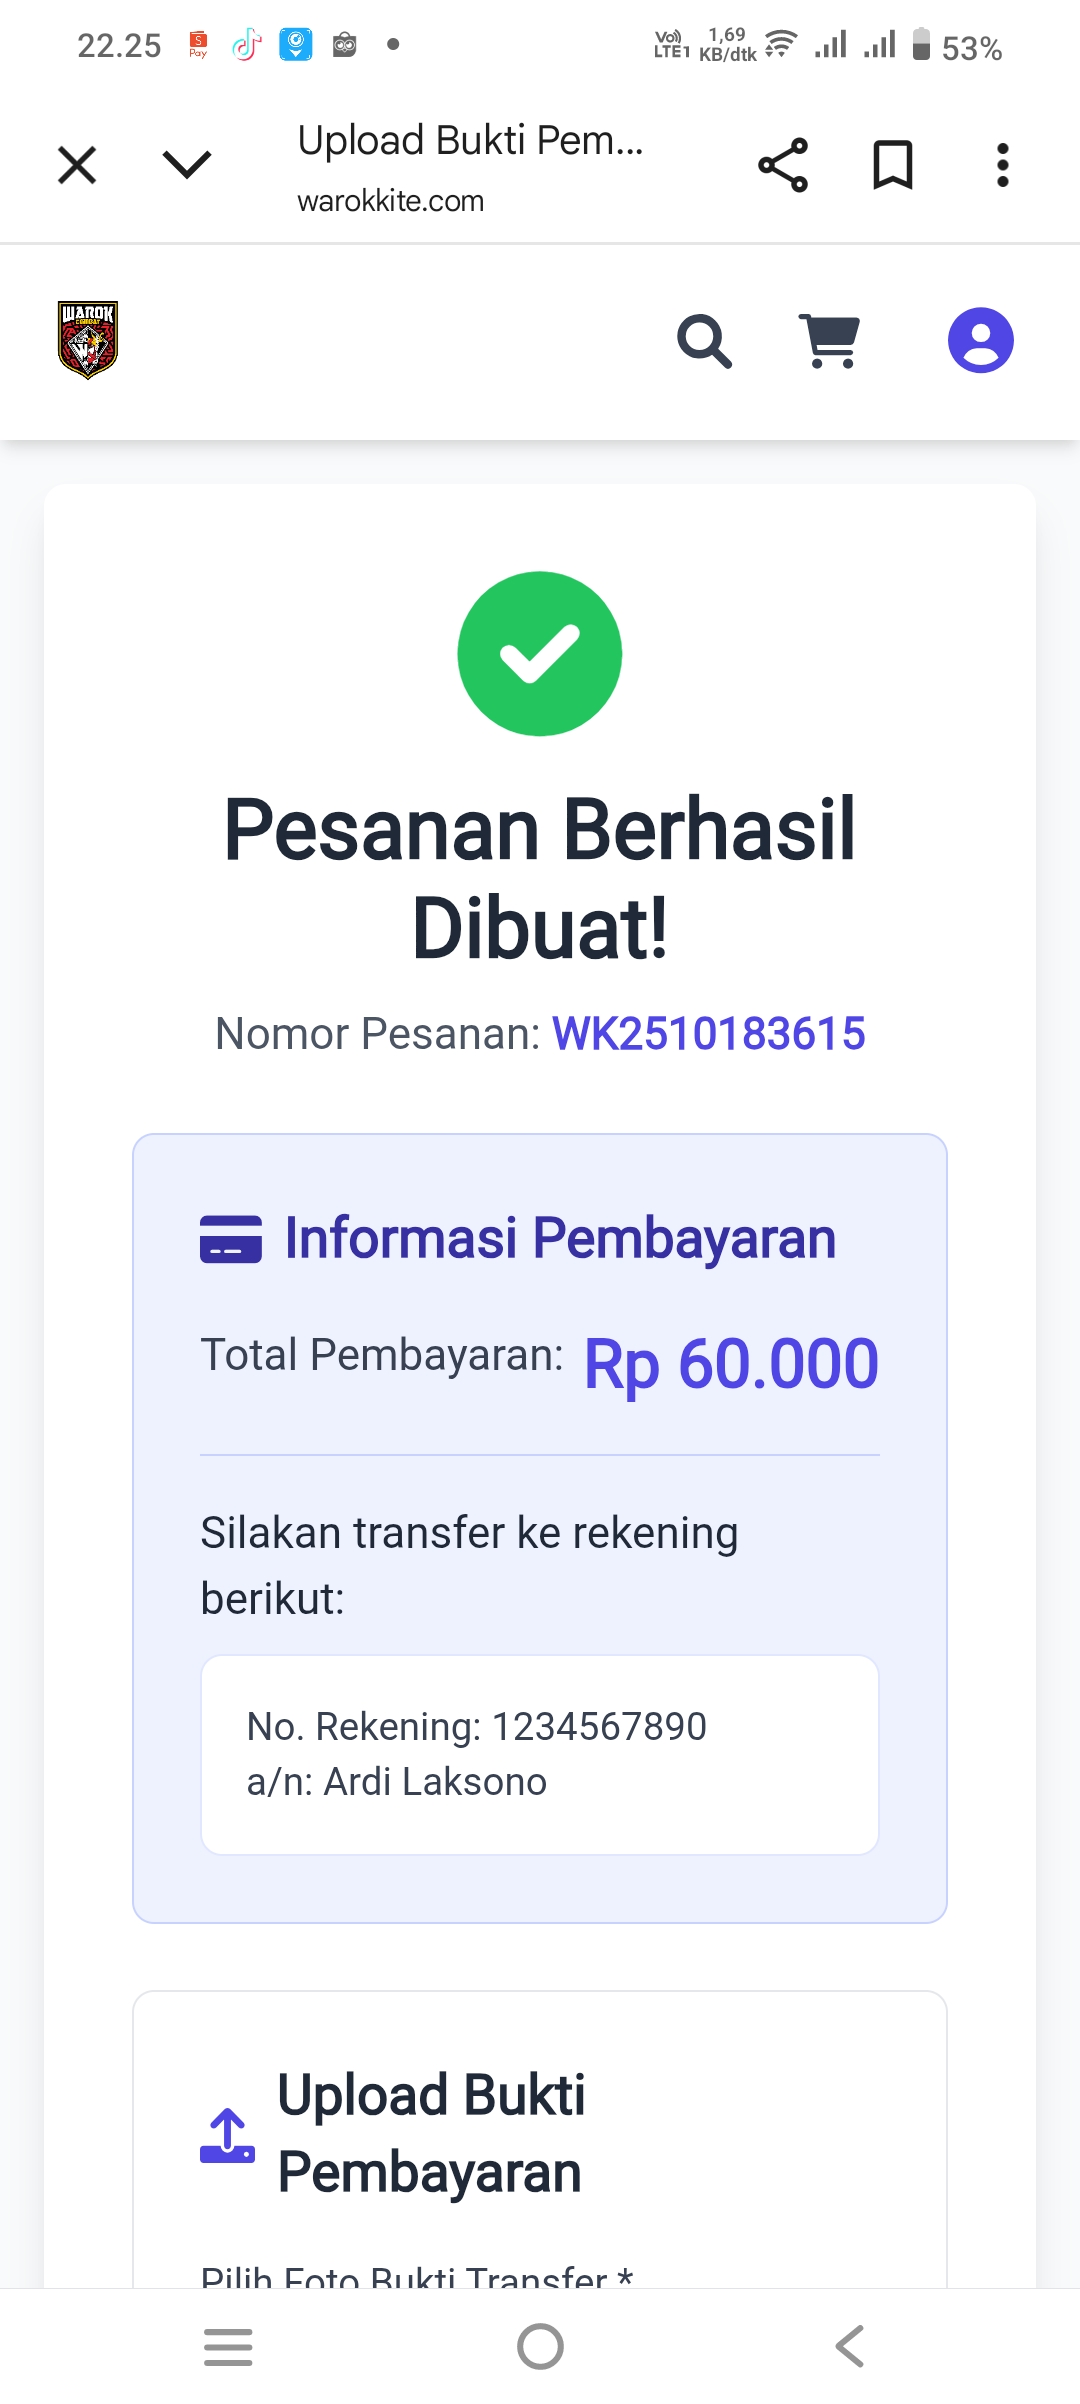 22.25
Pay
Vo))
LTE1
1,69
KB/dtk
53%
Upload Bukti Pem...
warokkite.com
WAROK
Pesanan Berhasil
Dibuat!
Nomor Pesanan: WK2510183615
Informasi Pembayaran
Total Pembayaran: Rp 60.000
Silakan transfer ke rekening
berikut:
No. Rekening: 1234567890
a/n: Ardi Laksono
Upload Bukti
Pembayaran
Pilih Foto Bukti Transfer *